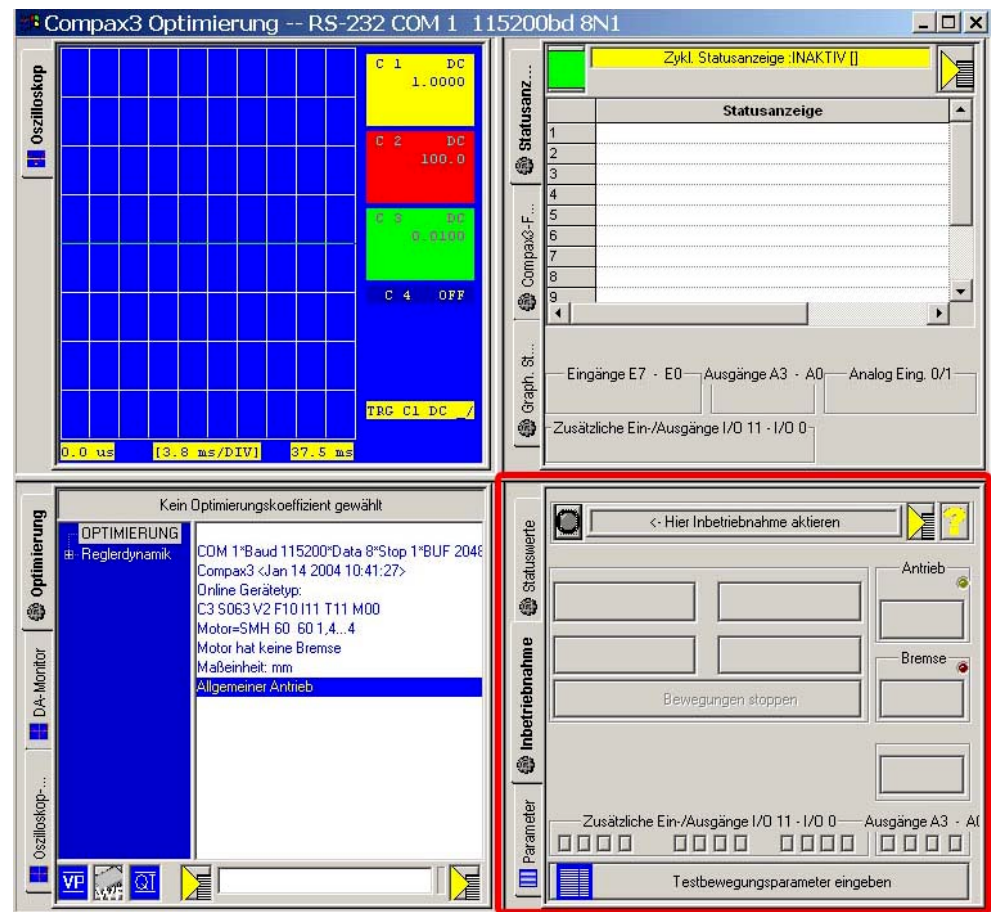 Compax3 Optimierung -- RS-232 COM 1 115200bd 8N1
Oszilloskop
C 1 DC
1.0000
C 2 DC
100.0
C 3 DC
0.0100
C 4 OFF
TRG C1 DC _/
0.0 us [3.8 ms/DIV] 37.5 ms
Statusanz...
Compax3-F...
Graph. St...
Zykl. Statusanzeige :INAKTIV []
Statusanzeige
1
2
3
4
5
6
7
8
9
Eingänge E7 - E0 Ausgänge A3 - A0 Analog Eing. 0/1
Zusätzliche Ein-/Ausgänge I/O 11 - I/O 0
Optimierung
DA-Monitor
Oszilloskop-...
Kein Optimierungskoeffizient gewählt
OPTIMIERUNG
Reglerdynamik
COM 1*Baud 115200*Data 8*Stop 1*BUF 2048
Compax3 <Jan 14 2004 10:41:27>
Online Gerätetyp:
C3 S063 V2 F10 I11 T11 M00
Motor=SMH 60 60 1,4...4
Motor hat keine Bremse
Maßeinheit: mm
Allgemeiner Antrieb
VP QT
Statuswerte
Inbetriebnahme
Parameter
<- Hier Inbetriebnahme aktieren
?
Antrieb
Bremse
Bewegungen stoppen
Zusätzliche Ein-/Ausgänge I/O 11 - I/O 0 Ausgänge A3 - A0
Testbewegungsparameter eingeben